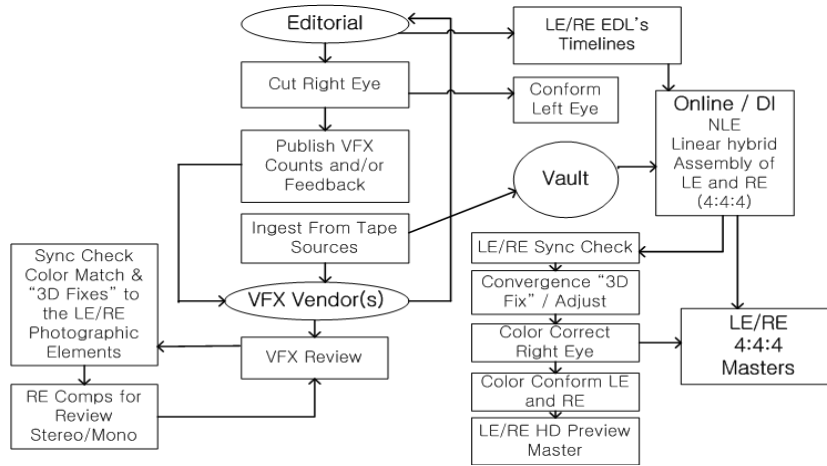 Editorial
LE/RE EDL's
Timelines
Cut Right Eye
Conform
Left Eye
Online / DI
NLE
Linear hybrid
Assembly of
LE and RE
(4:4:4)
Publish VFX
Counts and/or
Feedback
Vault
Ingest From Tape
Sources
LE/RE Sync Check
Sync Check
Color Match &
“3D Fixes” to
the LE/RE
Photographic
Elements
Convergence “3D
Fix” / Adjust
VFX Vendor(s)
LE/RE
4:4:4
Masters
Color Correct
Right Eye
VFX Review
Color Conform LE
and RE
RE Comps for
Review
Stereo/Mono
LE/RE HD Preview
Master